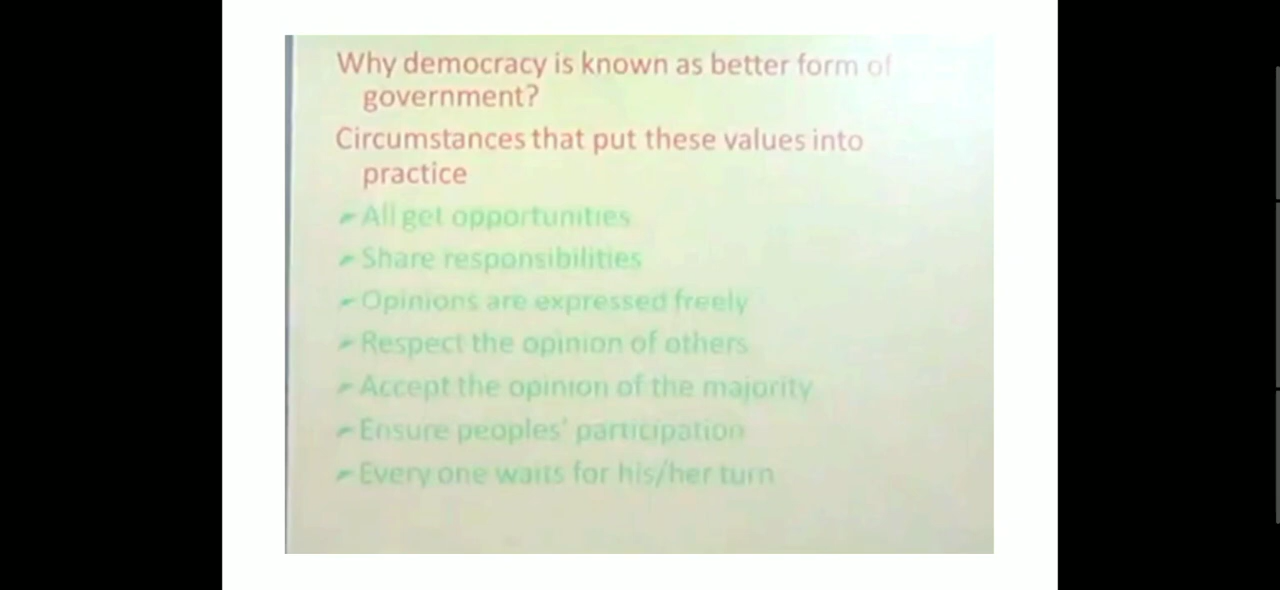 Why democracy is known as better form of
government?
Circumstances that put these values into
practice
All get opportunities
Share responsibilities
Opinions are expressed freely
Respect the opinion of others
Accept the opinion of the majority
Ensure peoples' participation
Every one waits for his/her turn